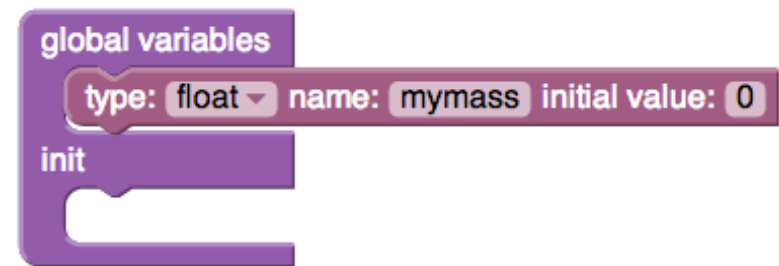 global variables
type: float name: mymass initial value: 0
init